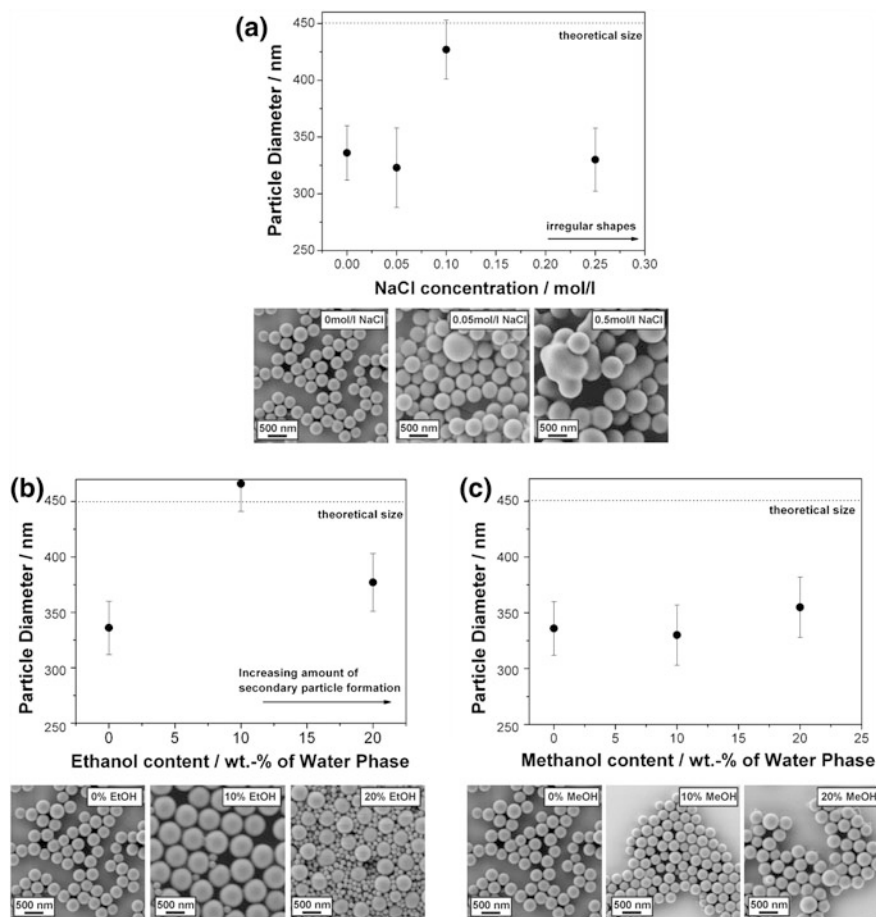 (a)
450
400
350
300
250
Particle Diameter / nm
theoretical size
irregular shapes
0.00 0.05 0.10 0.15 0.20 0.25 0.30
NaCl concentration / mol/l
0mol/l NaCl 0.05mol/l NaCl 0.5mol/l NaCl
500 nm 500 nm 500 nm
(b)
450
400
350
300
250
Particle Diameter / nm
theoretical size
Increasing amount of
secondary particle formation
0 5 10 15 20
Ethanol content / wt.-% of Water Phase
0% EtOH 10% EtOH 20% EtOH
500 nm 500 nm 500 nm
(c)
450
400
350
300
250
Particle Diameter / nm
theoretical size
0 5 10 15 20 25
Methanol content / wt.-% of Water Phase
0% MeOH 10% MeOH 20% MeOH
500 nm 500 nm 500 nm